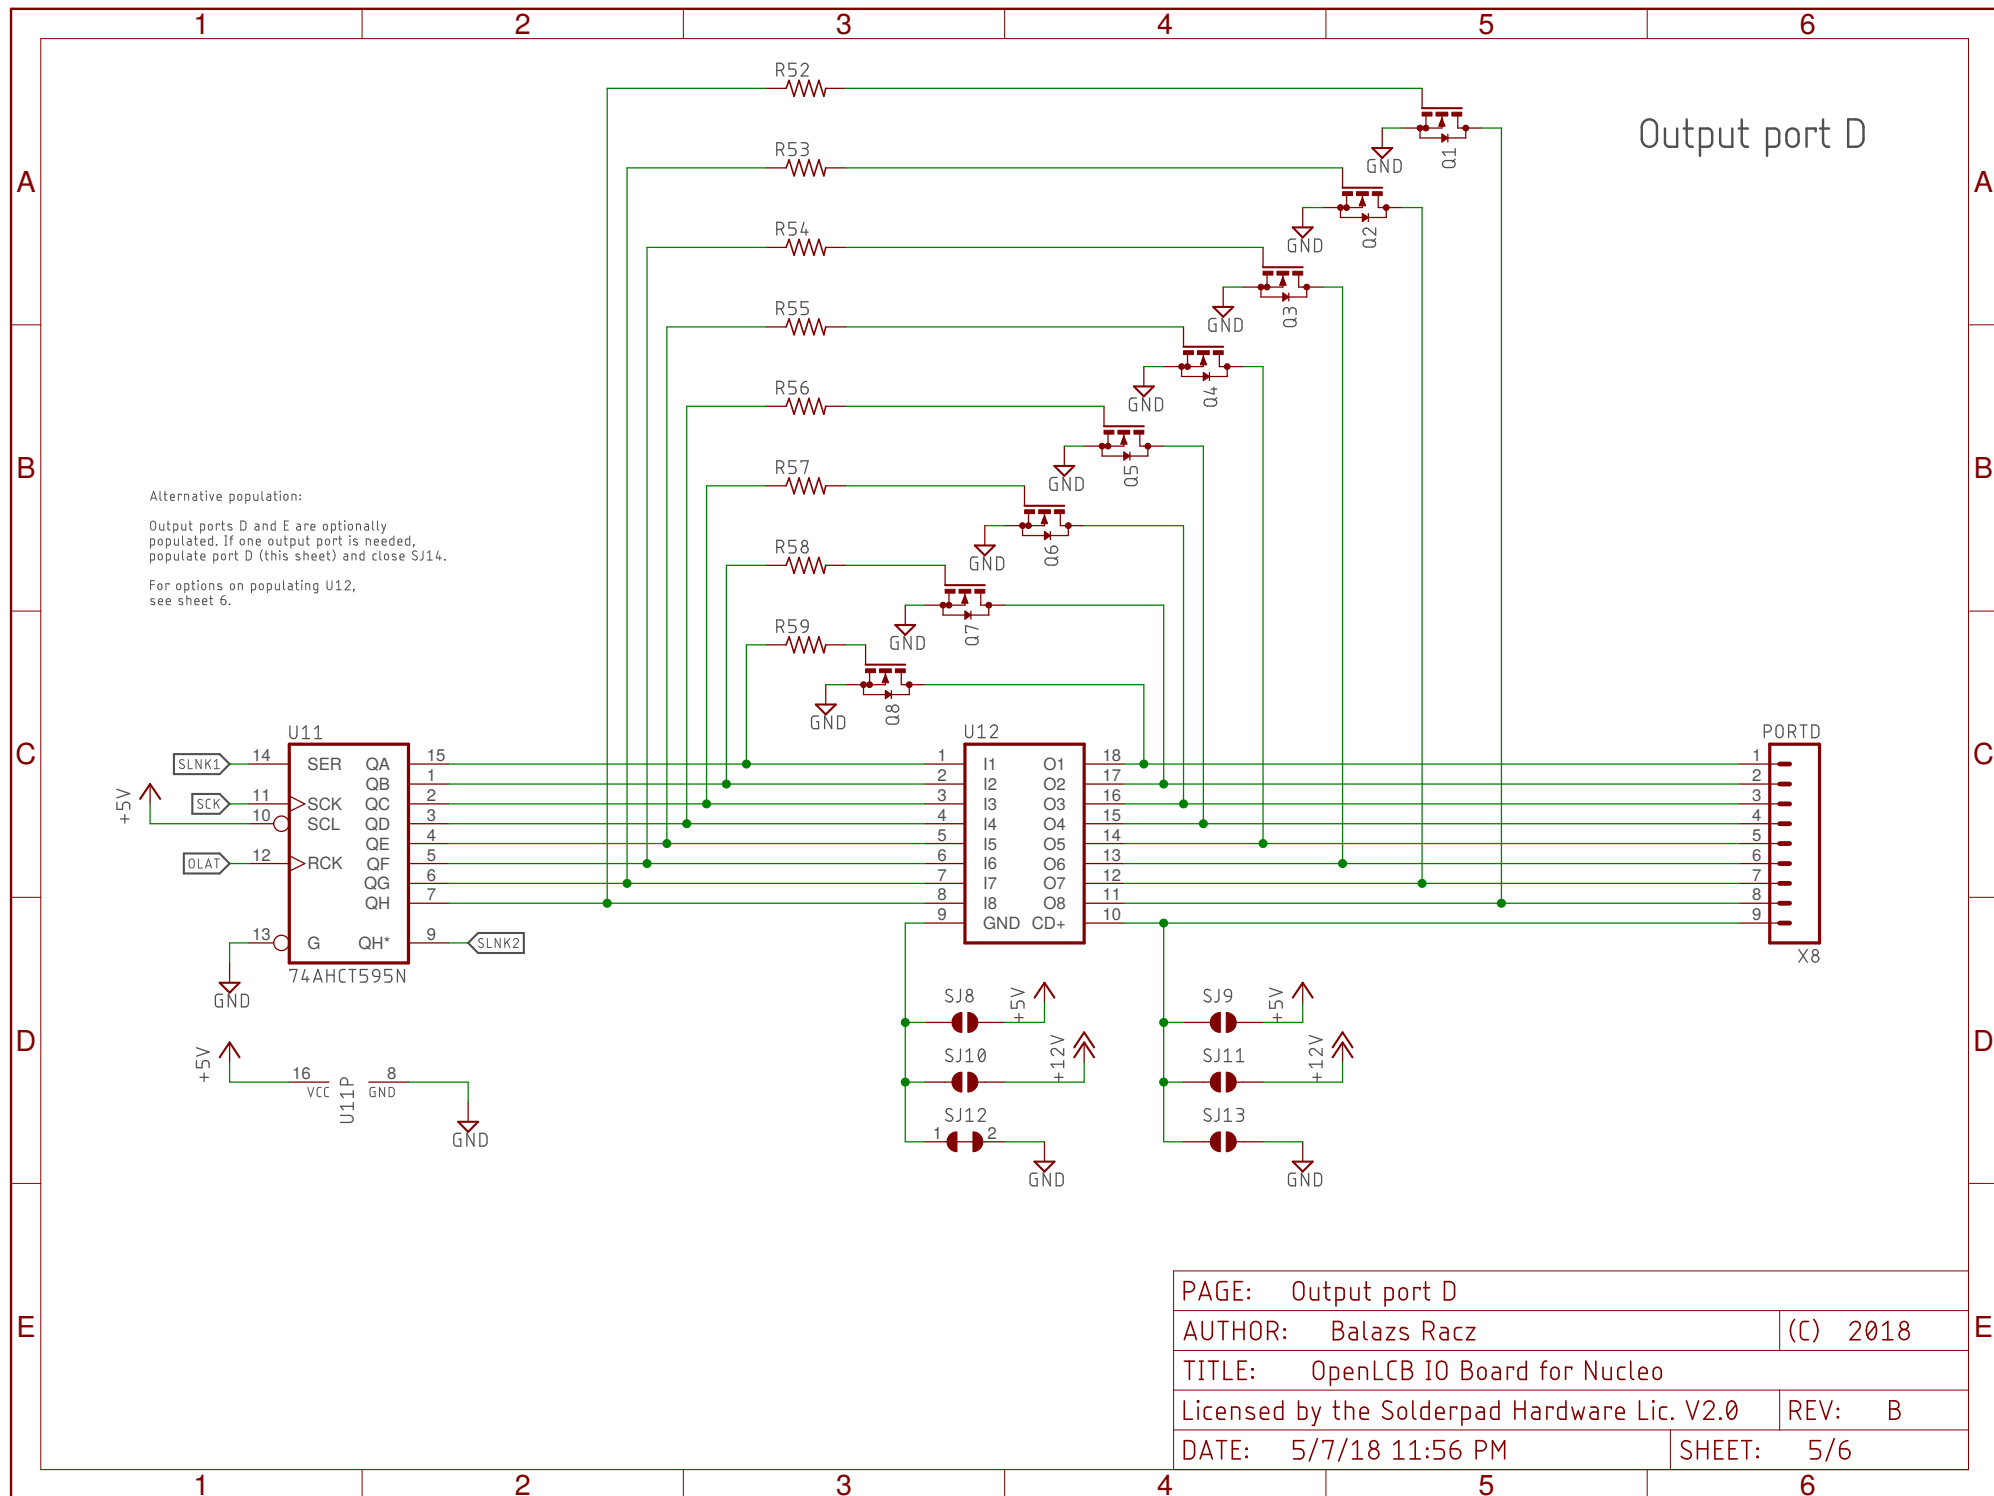 1 2 3 4 5 6
Output port D
A A
B B
C C
D D
E E
R52
Q1
GND
R53
Q2
GND
R54
Q3
GND
R55
Q4
GND
R56
Q5
GND
R57
Q6
GND
R58
Q7
GND
R59
Q8
GND
Alternative population:
Output ports D and E are optionally
populated. If one output port is needed,
populate port D (this sheet) and close SJ14.
For options on populating U12,
see sheet 6.
U11
SLNK1 14 SER QA 15
QB 1
SCK 11 SCK QC 2
+5V 10 SCL QD 3
QE 4
OLAT 12 RCK QF 5
QG 6
QH 7
13 G QH* 9 SLNK2
GND
74AHCT595N
U12
1 I1 O1 18
2 I2 O2 17
3 I3 O3 16
4 I4 O4 15
5 I5 O5 14
6 I6 O6 13
7 I7 O7 12
8 I8 O8 11
9 GND CD+ 10
PORTD
1
2
3
4
5
6
7
8
9
X8
+5V 16 VCC U11P 8 GND
GND
SJ8 +5V
SJ10 +12V
SJ12
1 2
GND
SJ9 +5V
SJ11 +12V
SJ13
GND
PAGE: Output port D
AUTHOR: Balazs Racz (C) 2018
TITLE: OpenLCB IO Board for Nucleo
Licensed by the Solderpad Hardware Lic. V2.0 REV: B
DATE: 5/7/18 11:56 PM SHEET: 5/6
1 2 3 4 5 6